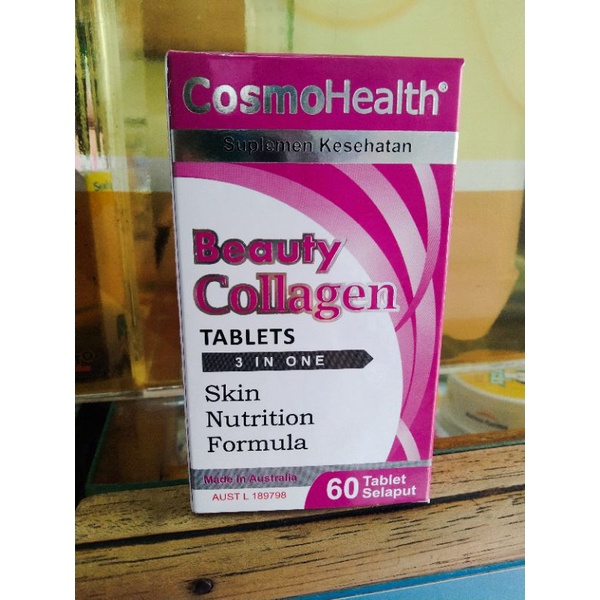 CosmoHealth®
Suplemen Kesehatan
Beauty
Collagen
TABLETS
3 IN ONE
Skin
Nutrition
Formula
Made in Australia
AUST L 189798
60 Tablet
Selaput